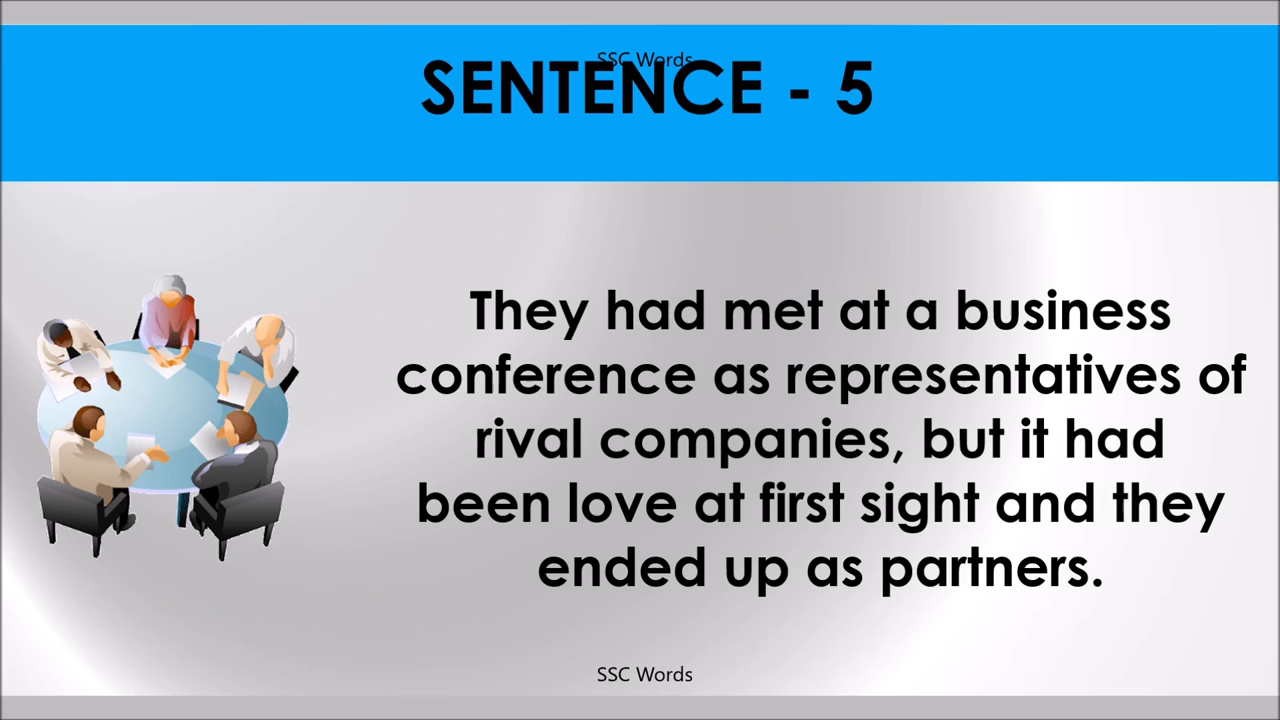 SSC Words
SENTENCE - 5
They had met at a business
conference as representatives of
rival companies, but it had
been love at first sight and they
ended up as partners.
SSC Words